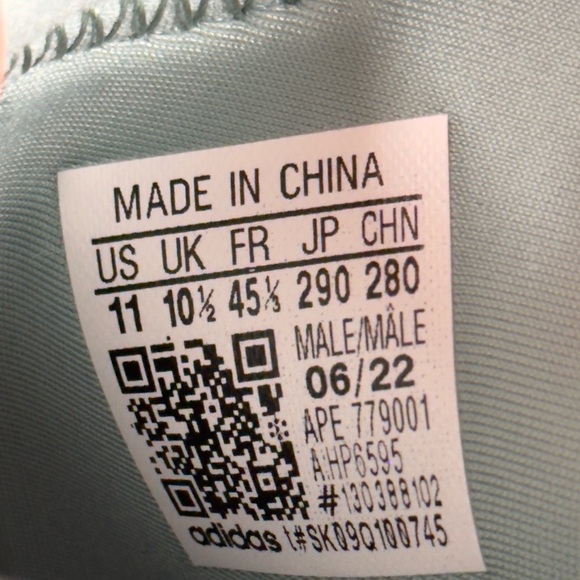 MADE IN CHINA
US UK FR JP CHN
11 10½ 45⅓ 290 280
MALE/MÂLE
06/22
APE 779001
A:HP6595
#130388102
adidas t#SK09Q100745